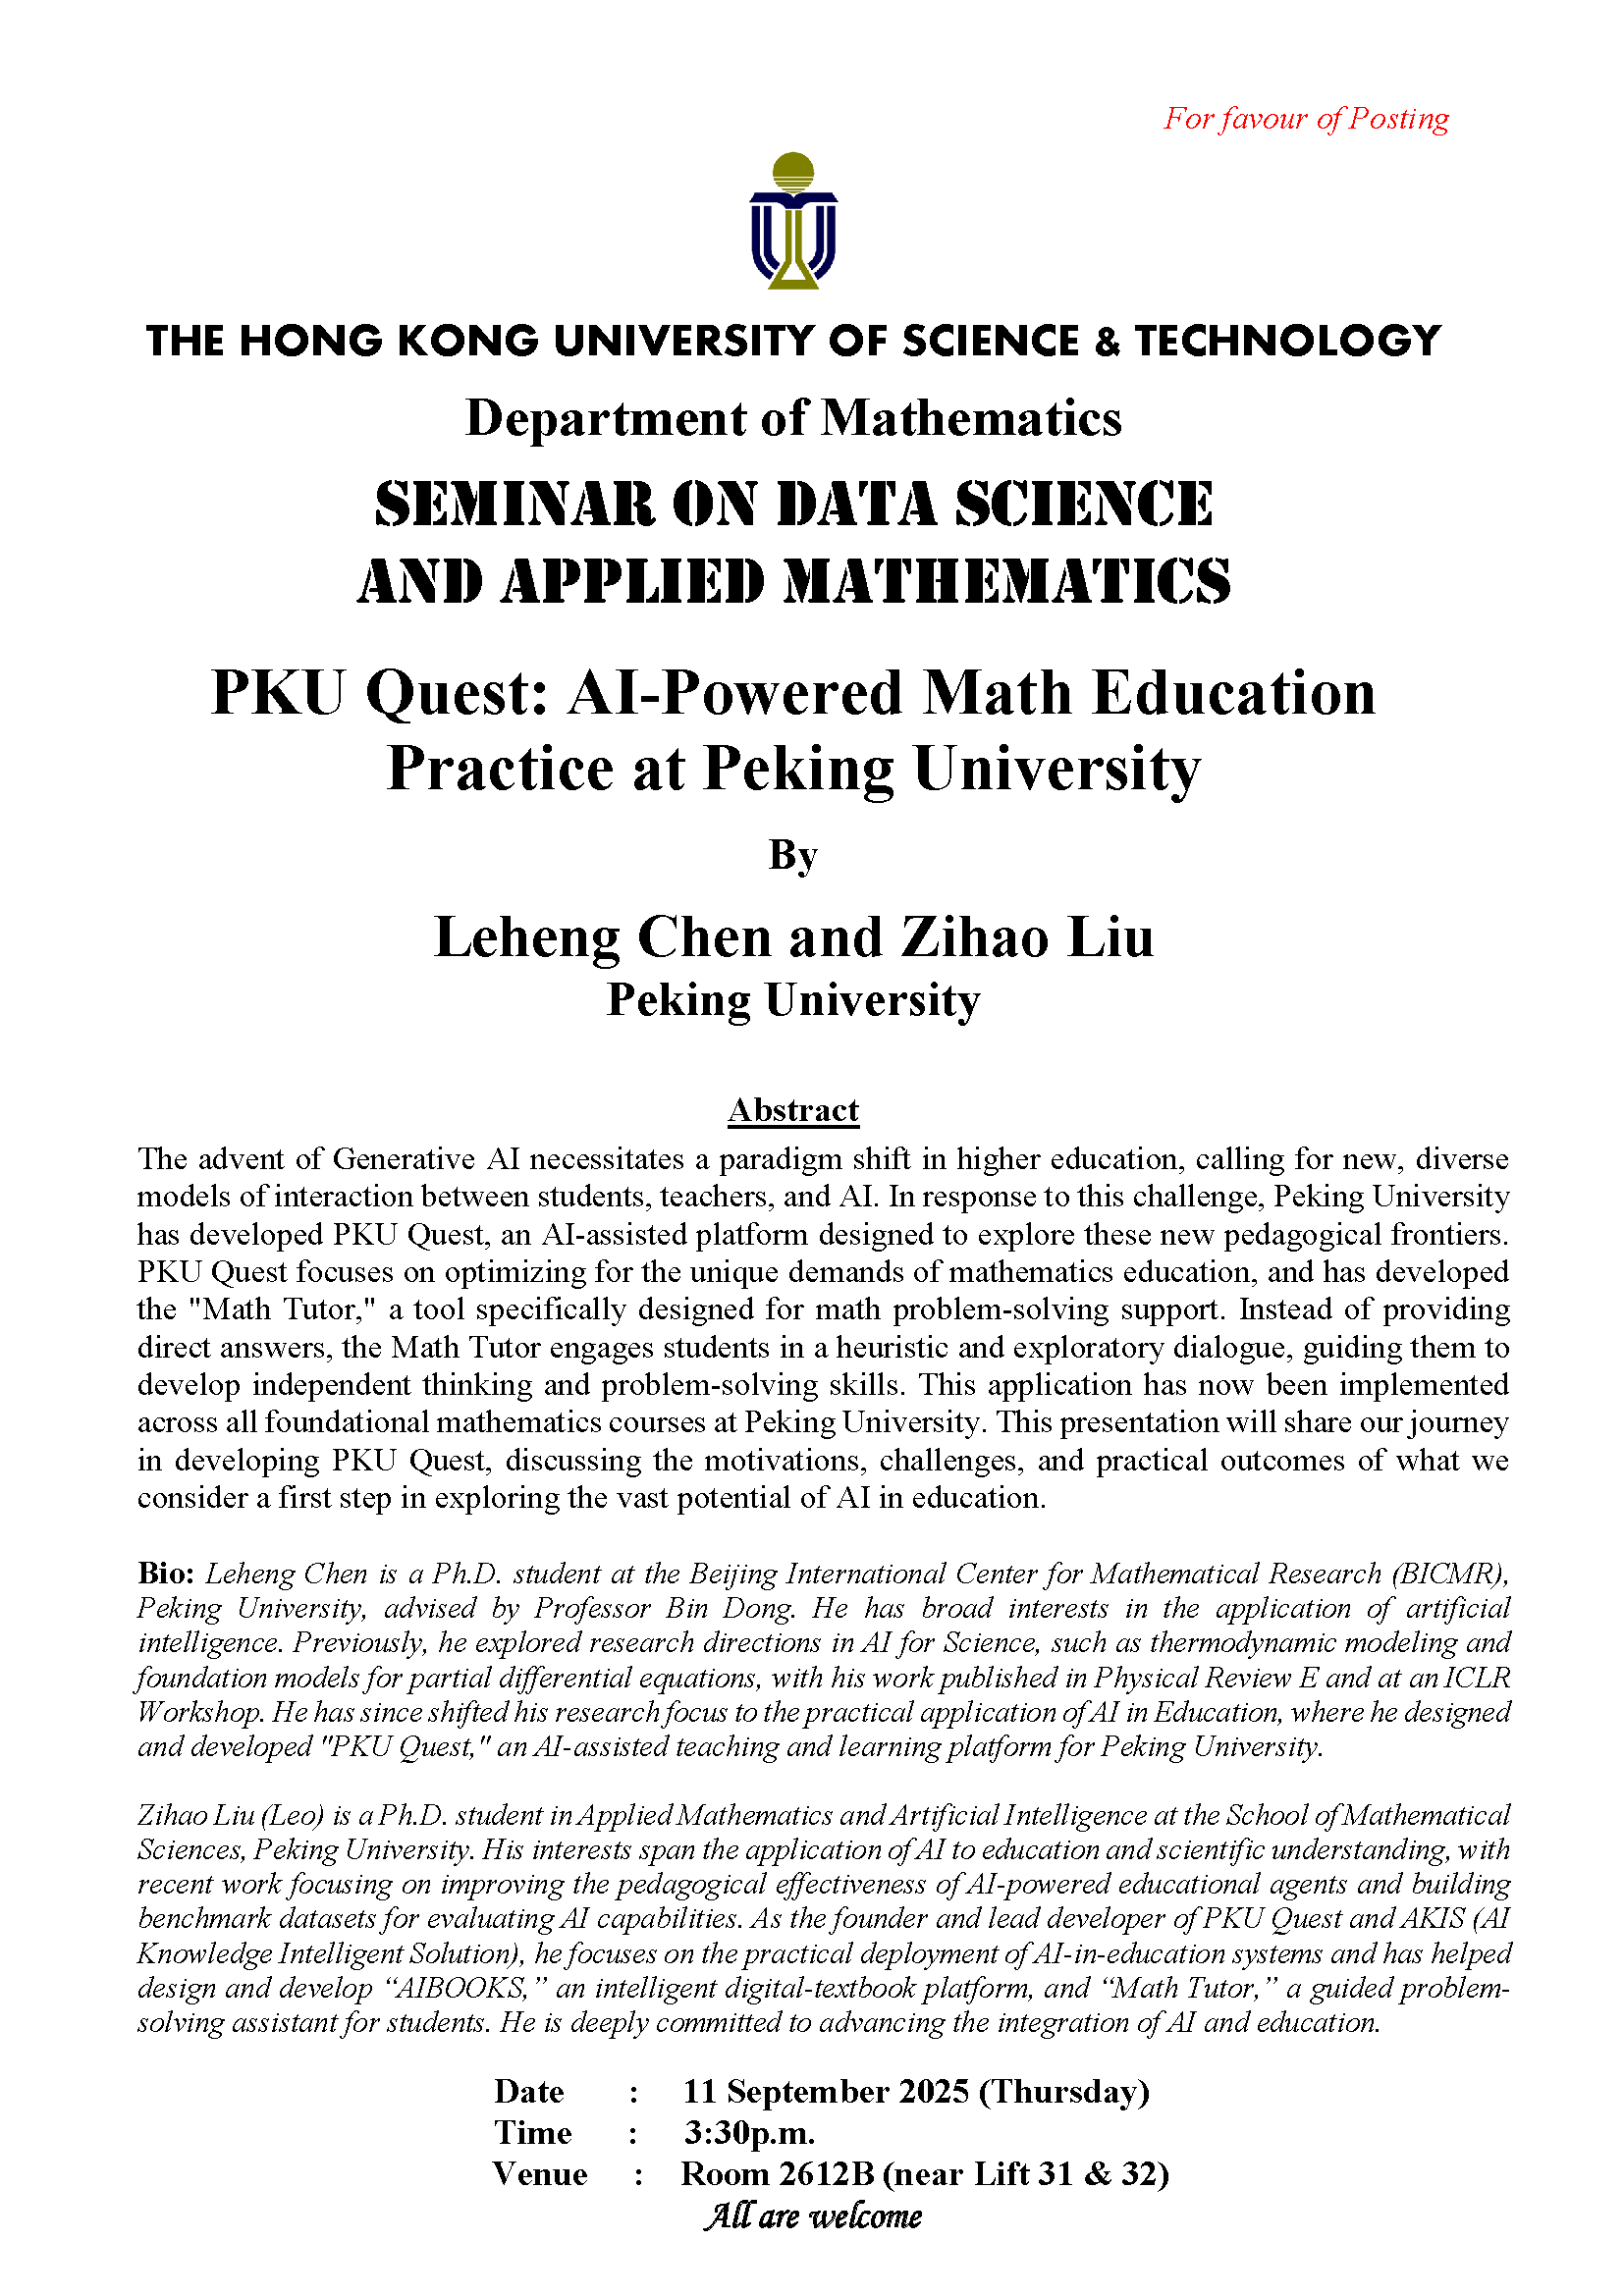 For favour of Posting
THE HONG KONG UNIVERSITY OF SCIENCE & TECHNOLOGY
Department of Mathematics
SEMINAR ON DATA SCIENCE
AND APPLIED MATHEMATICS
PKU Quest: AI-Powered Math Education
Practice at Peking University
By
Leheng Chen and Zihao Liu
Peking University
Abstract
The advent of Generative AI necessitates a paradigm shift in higher education, calling for new, diverse
models of interaction between students, teachers, and AI. In response to this challenge, Peking University
has developed PKU Quest, an AI-assisted platform designed to explore these new pedagogical frontiers.
PKU Quest focuses on optimizing for the unique demands of mathematics education, and has developed
the "Math Tutor," a tool specifically designed for math problem-solving support. Instead of providing
direct answers, the Math Tutor engages students in a heuristic and exploratory dialogue, guiding them to
develop independent thinking and problem-solving skills. This application has now been implemented
across all foundational mathematics courses at Peking University. This presentation will share our journey
in developing PKU Quest, discussing the motivations, challenges, and practical outcomes of what we
consider a first step in exploring the vast potential of AI in education.
Bio: Leheng Chen is a Ph.D. student at the Beijing International Center for Mathematical Research (BICMR),
Peking University, advised by Professor Bin Dong. He has broad interests in the application of artificial
intelligence. Previously, he explored research directions in AI for Science, such as thermodynamic modeling and
foundation models for partial differential equations, with his work published in Physical Review E and at an ICLR
Workshop. He has since shifted his research focus to the practical application of AI in Education, where he designed
and developed "PKU Quest," an AI-assisted teaching and learning platform for Peking University.
Zihao Liu (Leo) is a Ph.D. student in Applied Mathematics and Artificial Intelligence at the School of Mathematical
Sciences, Peking University. His interests span the application of AI to education and scientific understanding, with
recent work focusing on improving the pedagogical effectiveness of AI-powered educational agents and building
benchmark datasets for evaluating AI capabilities. As the founder and lead developer of PKU Quest and AKIS (AI
Knowledge Intelligent Solution), he focuses on the practical deployment of AI-in-education systems and has helped
design and develop “AIBOOKS,” an intelligent digital-textbook platform, and “Math Tutor,” a guided problem-
solving assistant for students. He is deeply committed to advancing the integration of AI and education.
Date : 11 September 2025 (Thursday)
Time : 3:30p.m.
Venue : Room 2612B (near Lift 31 & 32)
All are welcome